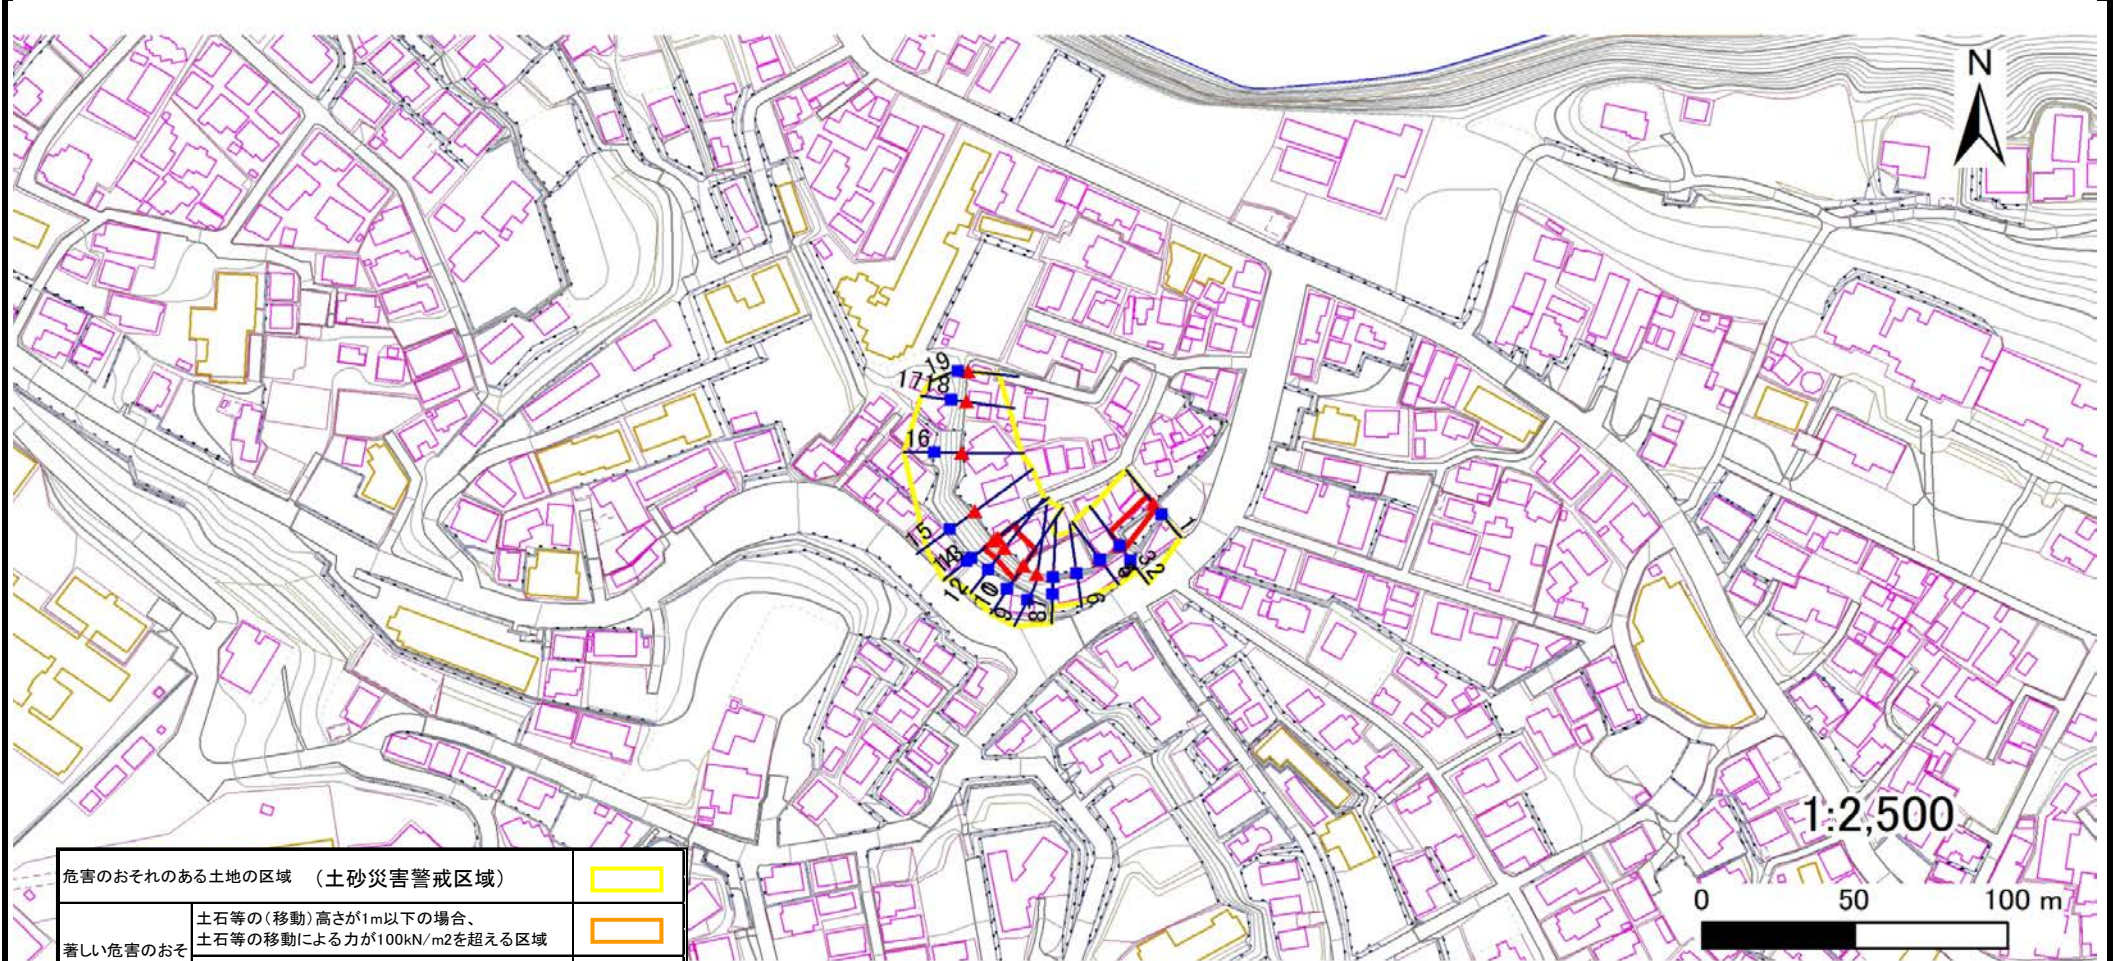 N
19
17
18
16
15
14
13
12
10
9
8
7
6
3
2
1
1:2,500
0 50 100 m
危害のおそれのある土地の区域 (土砂災害警戒区域)
土石等の(移動)高さが1m以下の場合、
土石等の移動による力が100kN/m2を超える区域
著しい危害のおそ